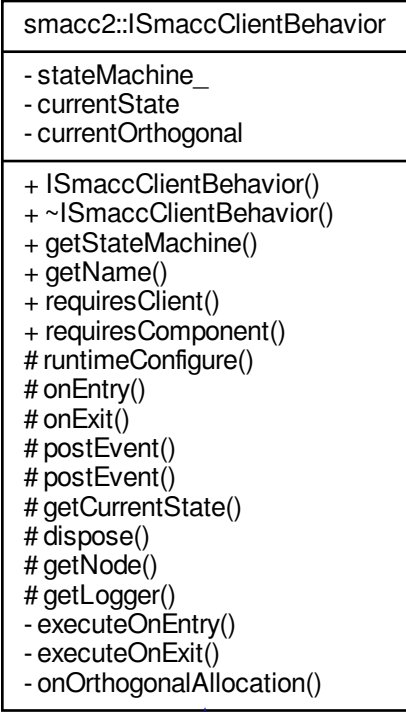 smacc2::ISmaccClientBehavior
- stateMachine_
- currentState
- currentOrthogonal
+ ISmaccClientBehavior()
+ ~ISmaccClientBehavior()
+ getStateMachine()
+ getName()
+ requiresClient()
+ requiresComponent()
# runtimeConfigure()
# onEntry()
# onExit()
# postEvent()
# postEvent()
# getCurrentState()
# dispose()
# getNode()
# getLogger()
- executeOnEntry()
- executeOnExit()
- onOrthogonalAllocation()